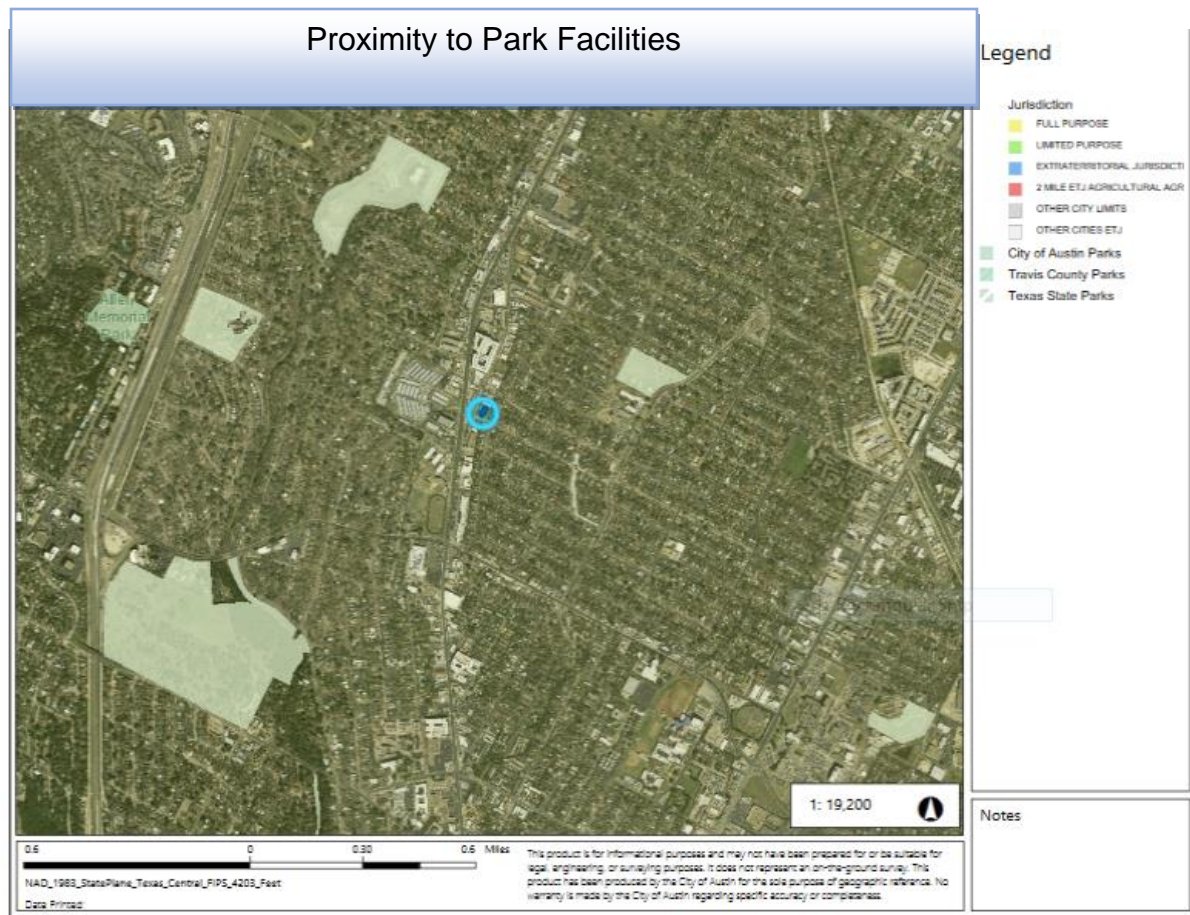 Proximity to Park Facilities
Legend
Jurisdiction
FULL PURPOSE
LIMITED PURPOSE
EXTRATERRITORIAL JURISDICTI
2 MILE ETJ AGRICULTURAL AGR
OTHER CITY LIMITS
OTHER CITIES ETJ
City of Austin Parks
Travis County Parks
Texas State Parks
Allen
Memorial
Park
1: 19,200
Notes
0.6 0 0.30 0.6 Miles
NAD_1983_StatePlane_Texas_Central_FIPS_4203_Feet
Date Printed:
This product is for informational purposes and may not have been prepared for or be suitable for
legal, engineering, or surveying purposes. It does not represent an on-the-ground survey. This
product has been produced by the City of Austin for the sole purpose of geographic reference. No
warranty is made by the City of Austin regarding specific accuracy or completeness.